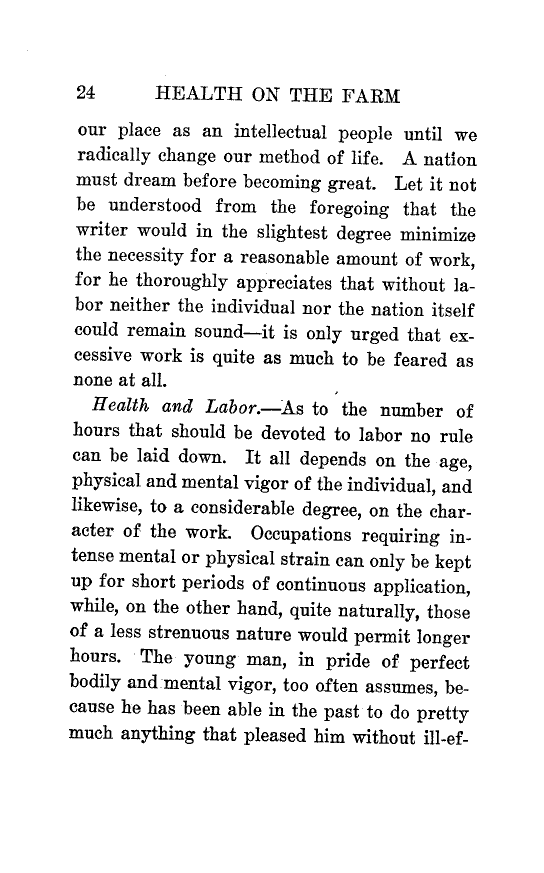 24 HEALTH ON THE FARM
our place as an intellectual people until we
radically change our method of life. A nation
must dream before becoming great. Let it not
be understood from the foregoing that the
writer would in the slightest degree minimize
the necessity for a reasonable amount of work,
for he thoroughly appreciates that without la-
bor neither the individual nor the nation itself
could remain sound—it is only urged that ex-
cessive work is quite as much to be feared as
none at all.
Health and Labor.—As to the number of
hours that should be devoted to labor no rule
can be laid down. It all depends on the age,
physical and mental vigor of the individual, and
likewise, to a considerable degree, on the char-
acter of the work. Occupations requiring in-
tense mental or physical strain can only be kept
up for short periods of continuous application,
while, on the other hand, quite naturally, those
of a less strenuous nature would permit longer
hours. The young man, in pride of perfect
bodily and mental vigor, too often assumes, be-
cause he has been able in the past to do pretty
much anything that pleased him without ill-ef-